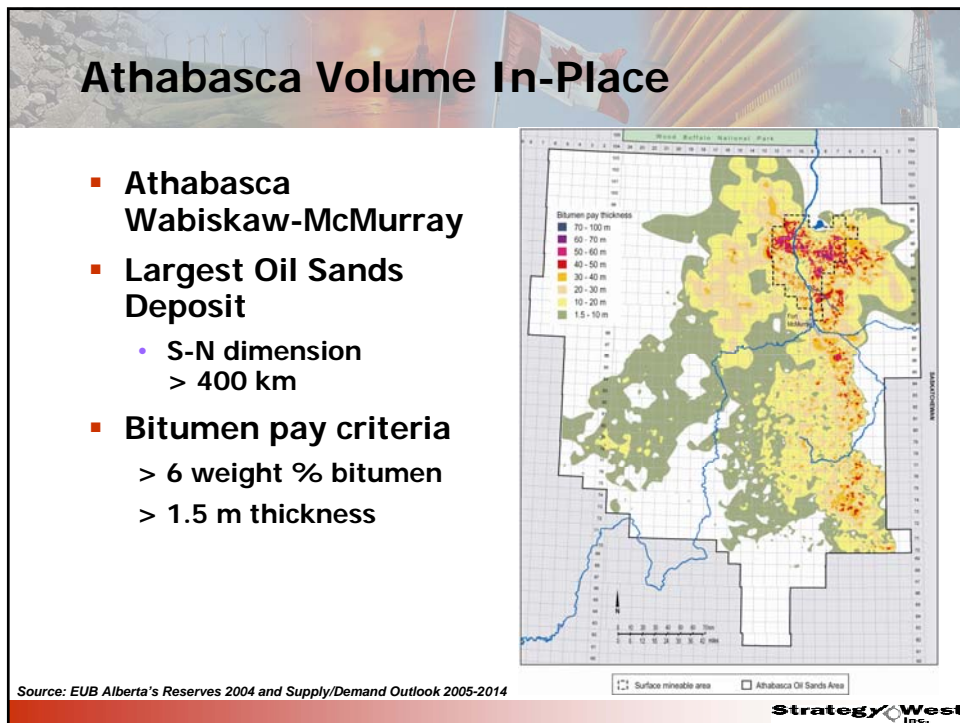 Athabasca Volume In-Place
Athabasca
Wabiskaw-McMurray
Largest Oil Sands
Deposit
S-N dimension
> 400 km
Bitumen pay criteria
> 6 weight % bitumen
> 1.5 m thickness
Wood Buffalo National Park
Bitumen pay thickness
70 - 100 m
60 - 70 m
50 - 60 m
40 - 50 m
30 - 40 m
20 - 30 m
10 - 20 m
1.5 - 10 m
Fort
McMurray
SASKATCHEWAN
N
Surface mineable area
Athabasca Oil Sands Area
Source: EUB Alberta's Reserves 2004 and Supply/Demand Outlook 2005-2014
Strategy West
Inc.